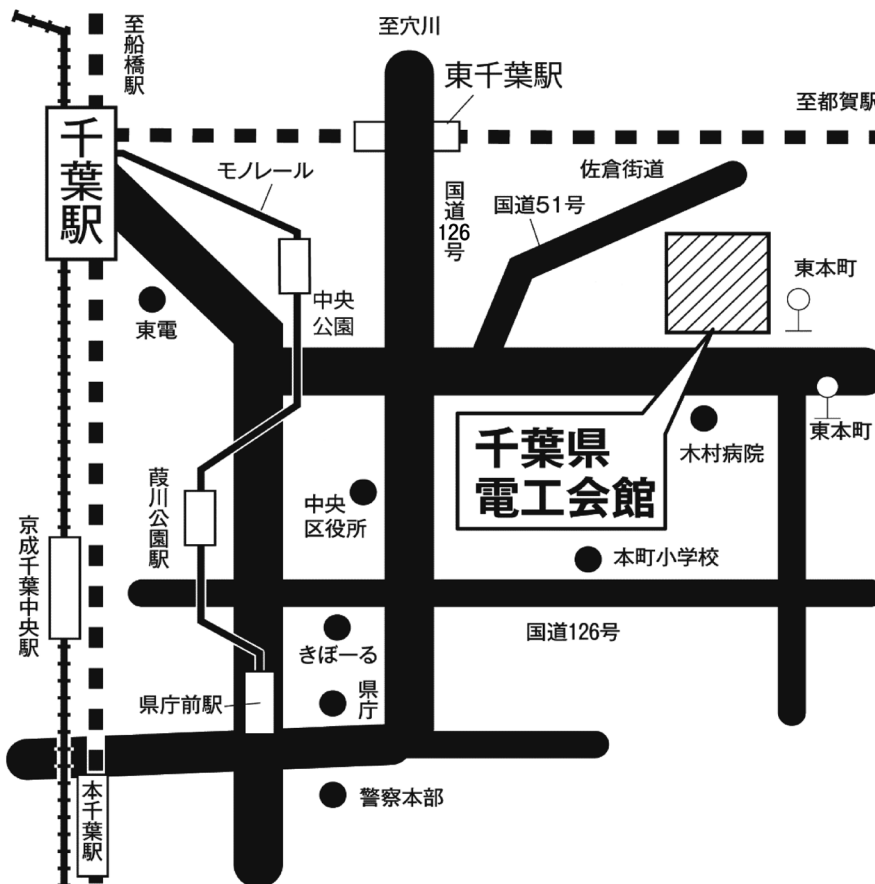 至船橋駅
至穴川
東千葉駅
至都賀駅
千葉駅
モノレール
国道126号
佐倉街道
国道51号
中央
公園
東電
東本町
東本町
千葉県
電工会館
木村病院
葭川公園駅
中央
区役所
京成千葉中央駅
本町小学校
国道126号
きぼーる
県庁前駅
県庁
本千葉駅
警察本部